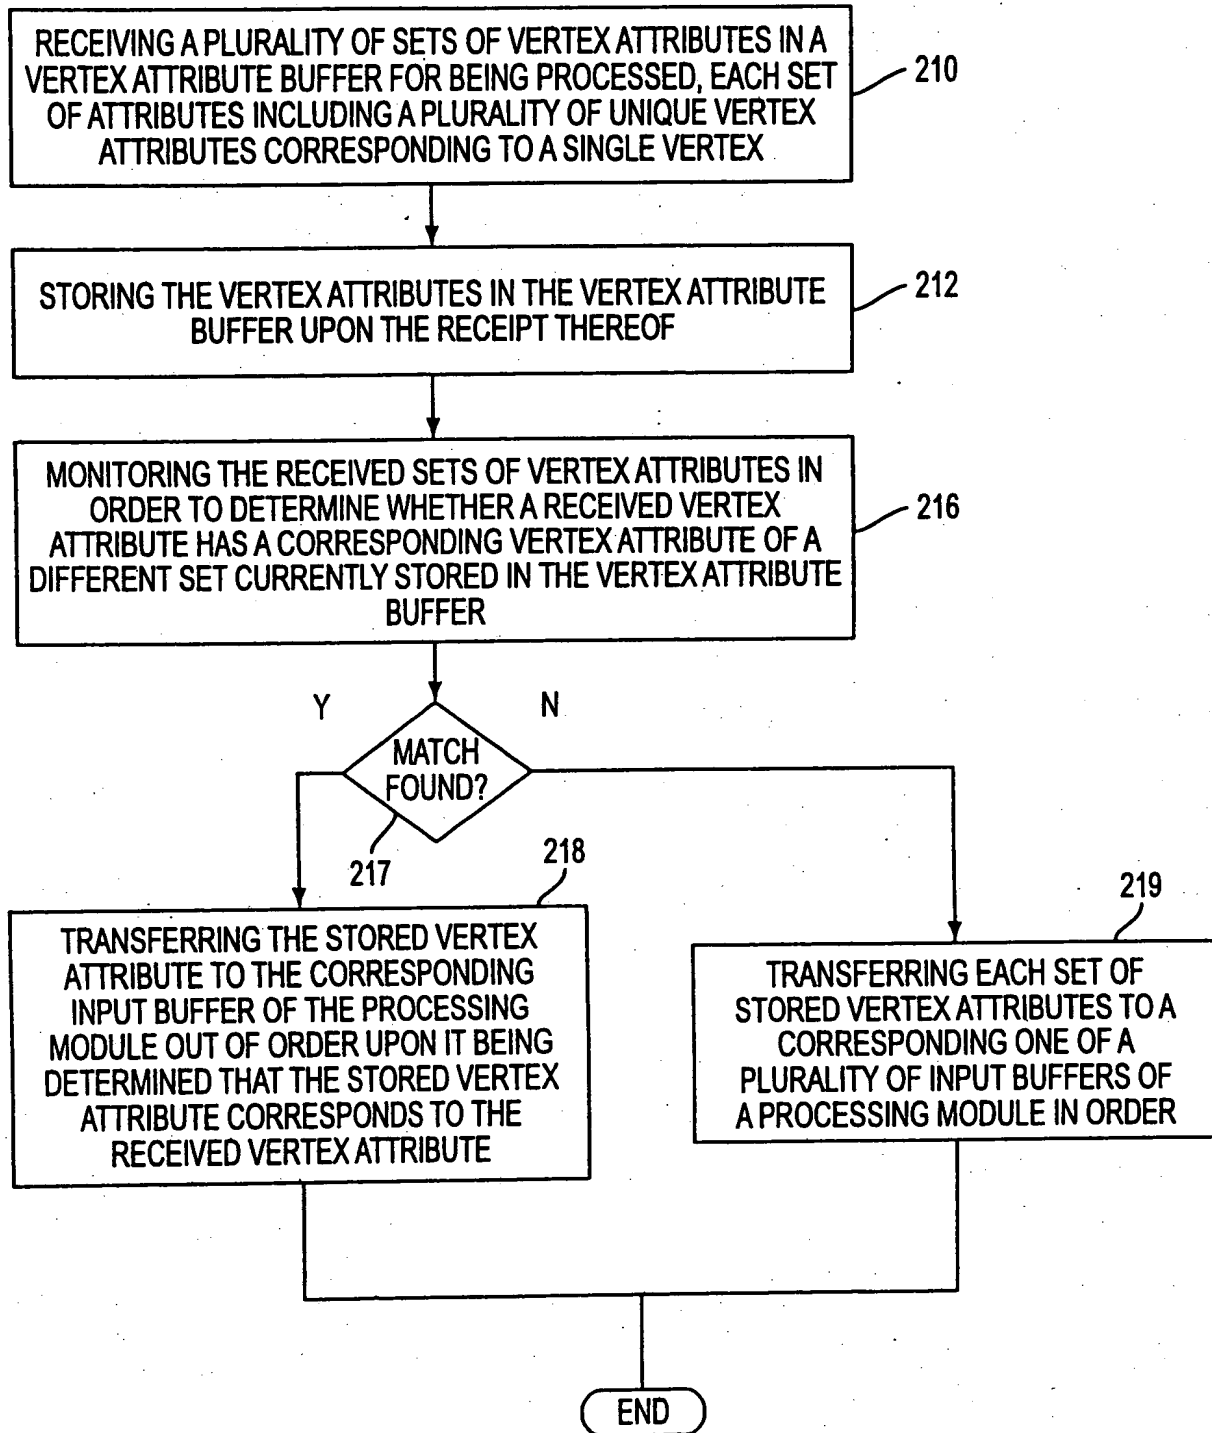 RECEIVING A PLURALITY OF SETS OF VERTEX ATTRIBUTES IN A
VERTEX ATTRIBUTE BUFFER FOR BEING PROCESSED, EACH SET
OF ATTRIBUTES INCLUDING A PLURALITY OF UNIQUE VERTEX
ATTRIBUTES CORRESPONDING TO A SINGLE VERTEX
210
STORING THE VERTEX ATTRIBUTES IN THE VERTEX ATTRIBUTE
BUFFER UPON THE RECEIPT THEREOF
212
MONITORING THE RECEIVED SETS OF VERTEX ATTRIBUTES IN
ORDER TO DETERMINE WHETHER A RECEIVED VERTEX
ATTRIBUTE HAS A CORRESPONDING VERTEX ATTRIBUTE OF A
DIFFERENT SET CURRENTLY STORED IN THE VERTEX ATTRIBUTE
BUFFER
216
Y
N
MATCH
FOUND?
217
218
TRANSFERRING THE STORED VERTEX
ATTRIBUTE TO THE CORRESPONDING
INPUT BUFFER OF THE PROCESSING
MODULE OUT OF ORDER UPON IT BEING
DETERMINED THAT THE STORED VERTEX
ATTRIBUTE CORRESPONDS TO THE
RECEIVED VERTEX ATTRIBUTE
219
TRANSFERRING EACH SET OF
STORED VERTEX ATTRIBUTES TO A
CORRESPONDING ONE OF A
PLURALITY OF INPUT BUFFERS OF
A PROCESSING MODULE IN ORDER
END